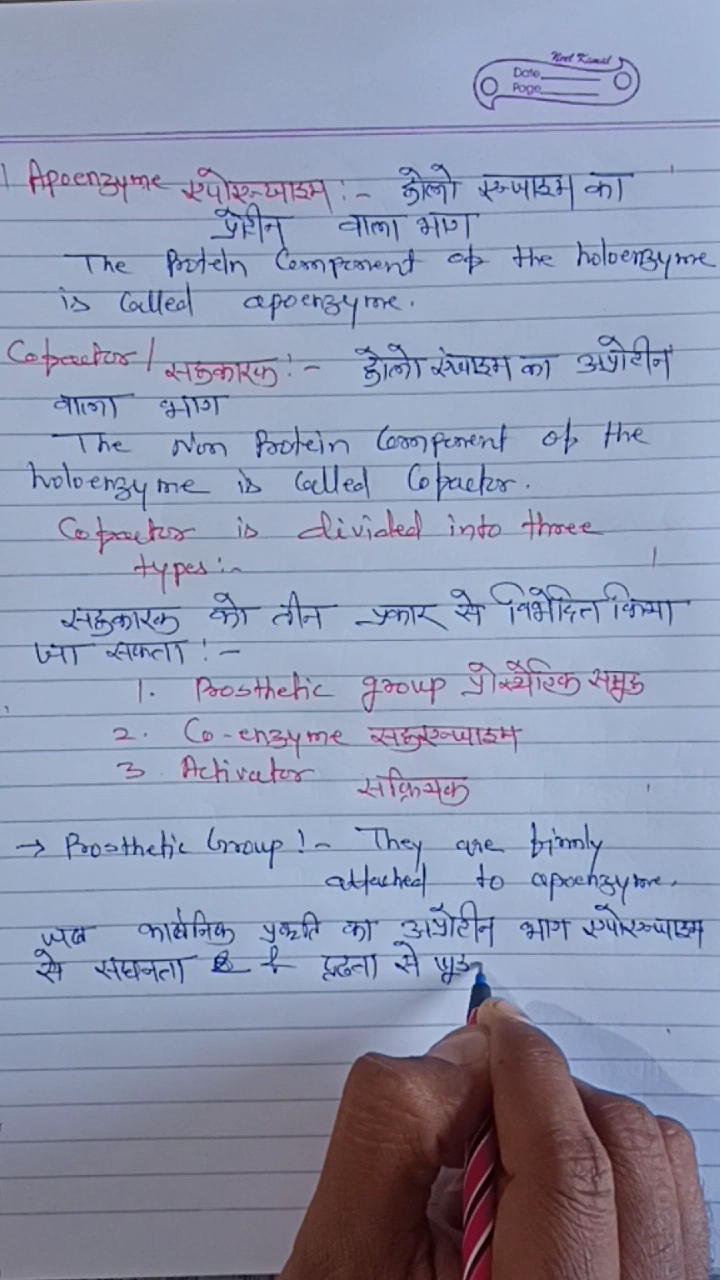 Neel Kamal
Date
Page
Apoenzyme एपोएन्जाइम :- होलो एन्जाइम का
प्रोटीन वाला भाग
The Protein Component of the holoenzyme
is Called apoenzyme.
Cofactor / सहकारक :- होलो एंजाइम का अप्रोटीन
वाला भाग
The Non Protein Component of the
holoenzyme is Called Cofactor.
Cofactor is divided into three
types :-
सहकारक को तीन प्रकार से विभेदित किया
जा सकता :-
1. Prosthetic group प्रोस्थेटिक समूह
2. Co-enzyme सहएन्जाइम
3 Activator सक्रियक
→ Prosthetic Group :- They are firmly
attached to apoenzyme.
जब कार्बनिक प्रकृति का अप्रोटीन भाग एपोएन्जाइम
से सघनता & दृढता से